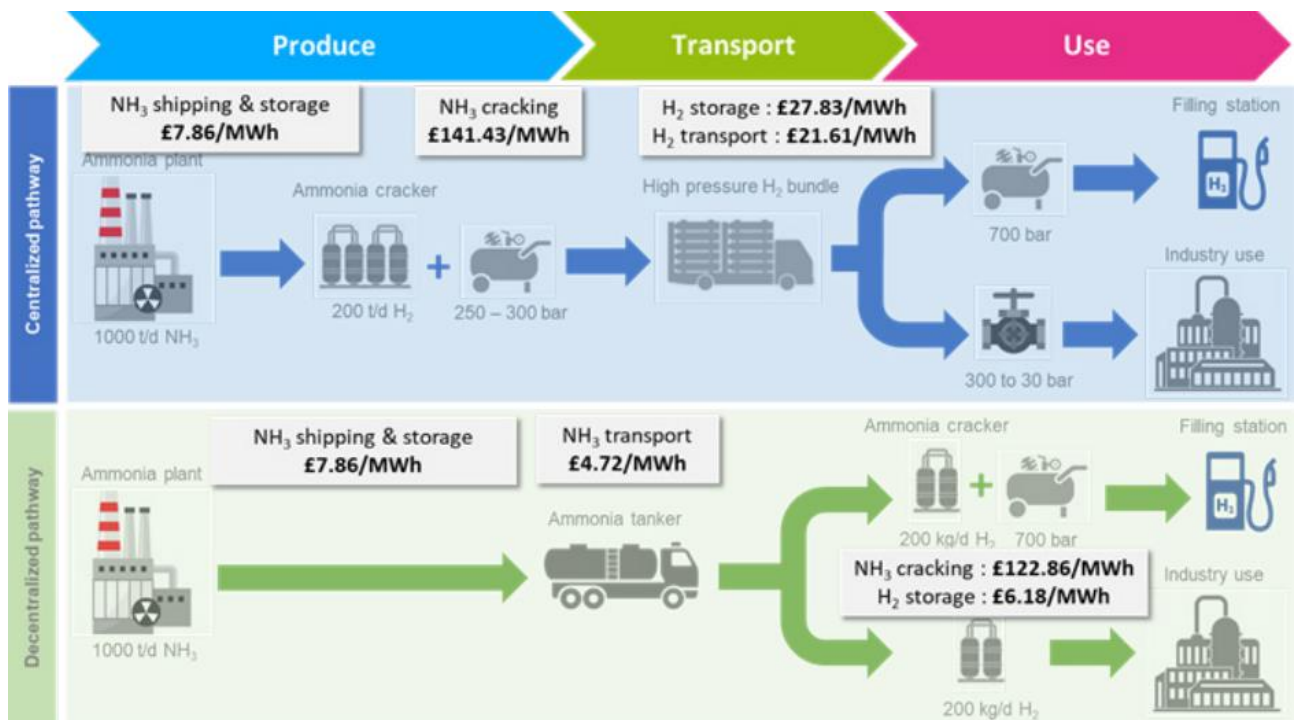 Produce
Transport
Use
Centralized pathway
NH₃ shipping & storage
£7.86/MWh
NH₃ cracking
£141.43/MWh
H₂ storage : £27.83/MWh
H₂ transport : £21.61/MWh
Filling station
Ammonia plant
Ammonia cracker
High pressure H₂ bundle
H₂
700 bar
Industry use
200 t/d H₂
250 – 300 bar
1000 t/d NH₃
300 to 30 bar
Decentralized pathway
NH₃ shipping & storage
£7.86/MWh
NH₃ transport
£4.72/MWh
Ammonia cracker
Filling station
Ammonia plant
H₂
Ammonia tanker
200 kg/d H₂
700 bar
NH₃ cracking : £122.86/MWh
H₂ storage : £6.18/MWh
Industry use
1000 t/d NH₃
200 kg/d H₂